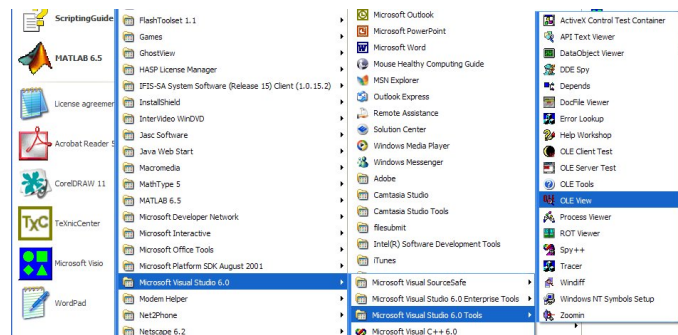 ScriptingGuide
MATLAB 6.5
License agreemer
Acrobat Reader 5
CorelDRAW 11
TeXnicCenter
Microsoft Visio
WordPad
FlashToolset 1.1
Games
GhostView
HASP License Manager
IFIS-SA System Software (Release 15) Client (1.0.15.2)
InstallShield
InterVideo WinDVD
Jasc Software
Java Web Start
Macromedia
MathType 5
MATLAB 6.5
Microsoft Developer Network
Microsoft Interactive
Microsoft Office Tools
Microsoft Platform SDK August 2001
Microsoft Visual Studio 6.0
Modem Helper
Net2Phone
Netscape 6.2
Microsoft Outlook
Microsoft PowerPoint
Microsoft Word
Mouse Healthy Computing Guide
MSN Explorer
Outlook Express
Remote Assistance
Solution Center
Windows Media Player
Windows Messenger
Adobe
Camtasia Studio
Camtasia Studio Tools
filesubmit
Intel(R) Software Development Tools
iTunes
Microsoft Visual SourceSafe
Microsoft Visual Studio 6.0 Enterprise Tools
Microsoft Visual Studio 6.0 Tools
Microsoft Visual C++ 6.0
ActiveX Control Test Container
API Text Viewer
DataObject Viewer
DDE Spy
Depends
DocFile Viewer
Error Lookup
Help Workshop
OLE Client Test
OLE Server Test
OLE Tools
OLE View
Process Viewer
ROT Viewer
Spy++
Tracer
Windiff
Windows NT Symbols Setup
Zoomin